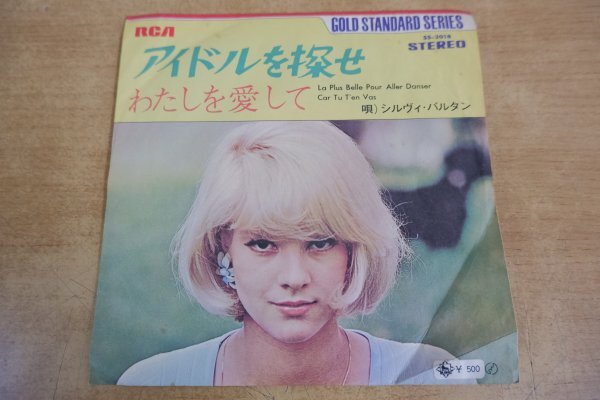 RCA
GOLD STANDARD SERIES
SS-2018
STEREO
アイドルを探せ
わたしを愛して
La Plus Belle Pour Aller Danser
Car Tu T'en Vas
唄) シルヴィ・バルタン
¥ 500